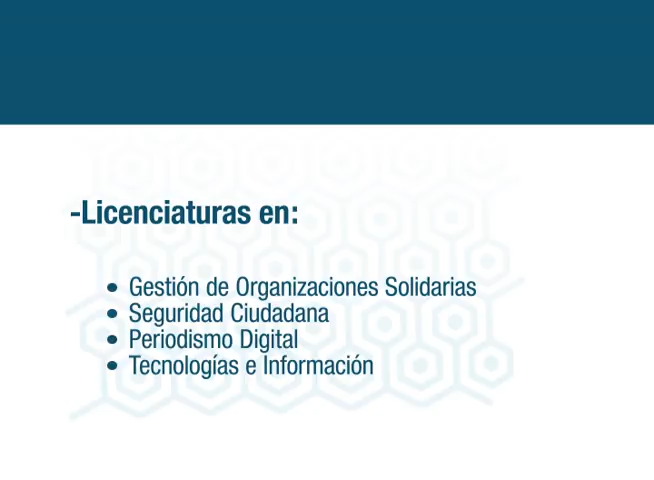 -Licenciaturas en:
• Gestión de Organizaciones Solidarias
• Seguridad Ciudadana
• Periodismo Digital
• Tecnologías e Información